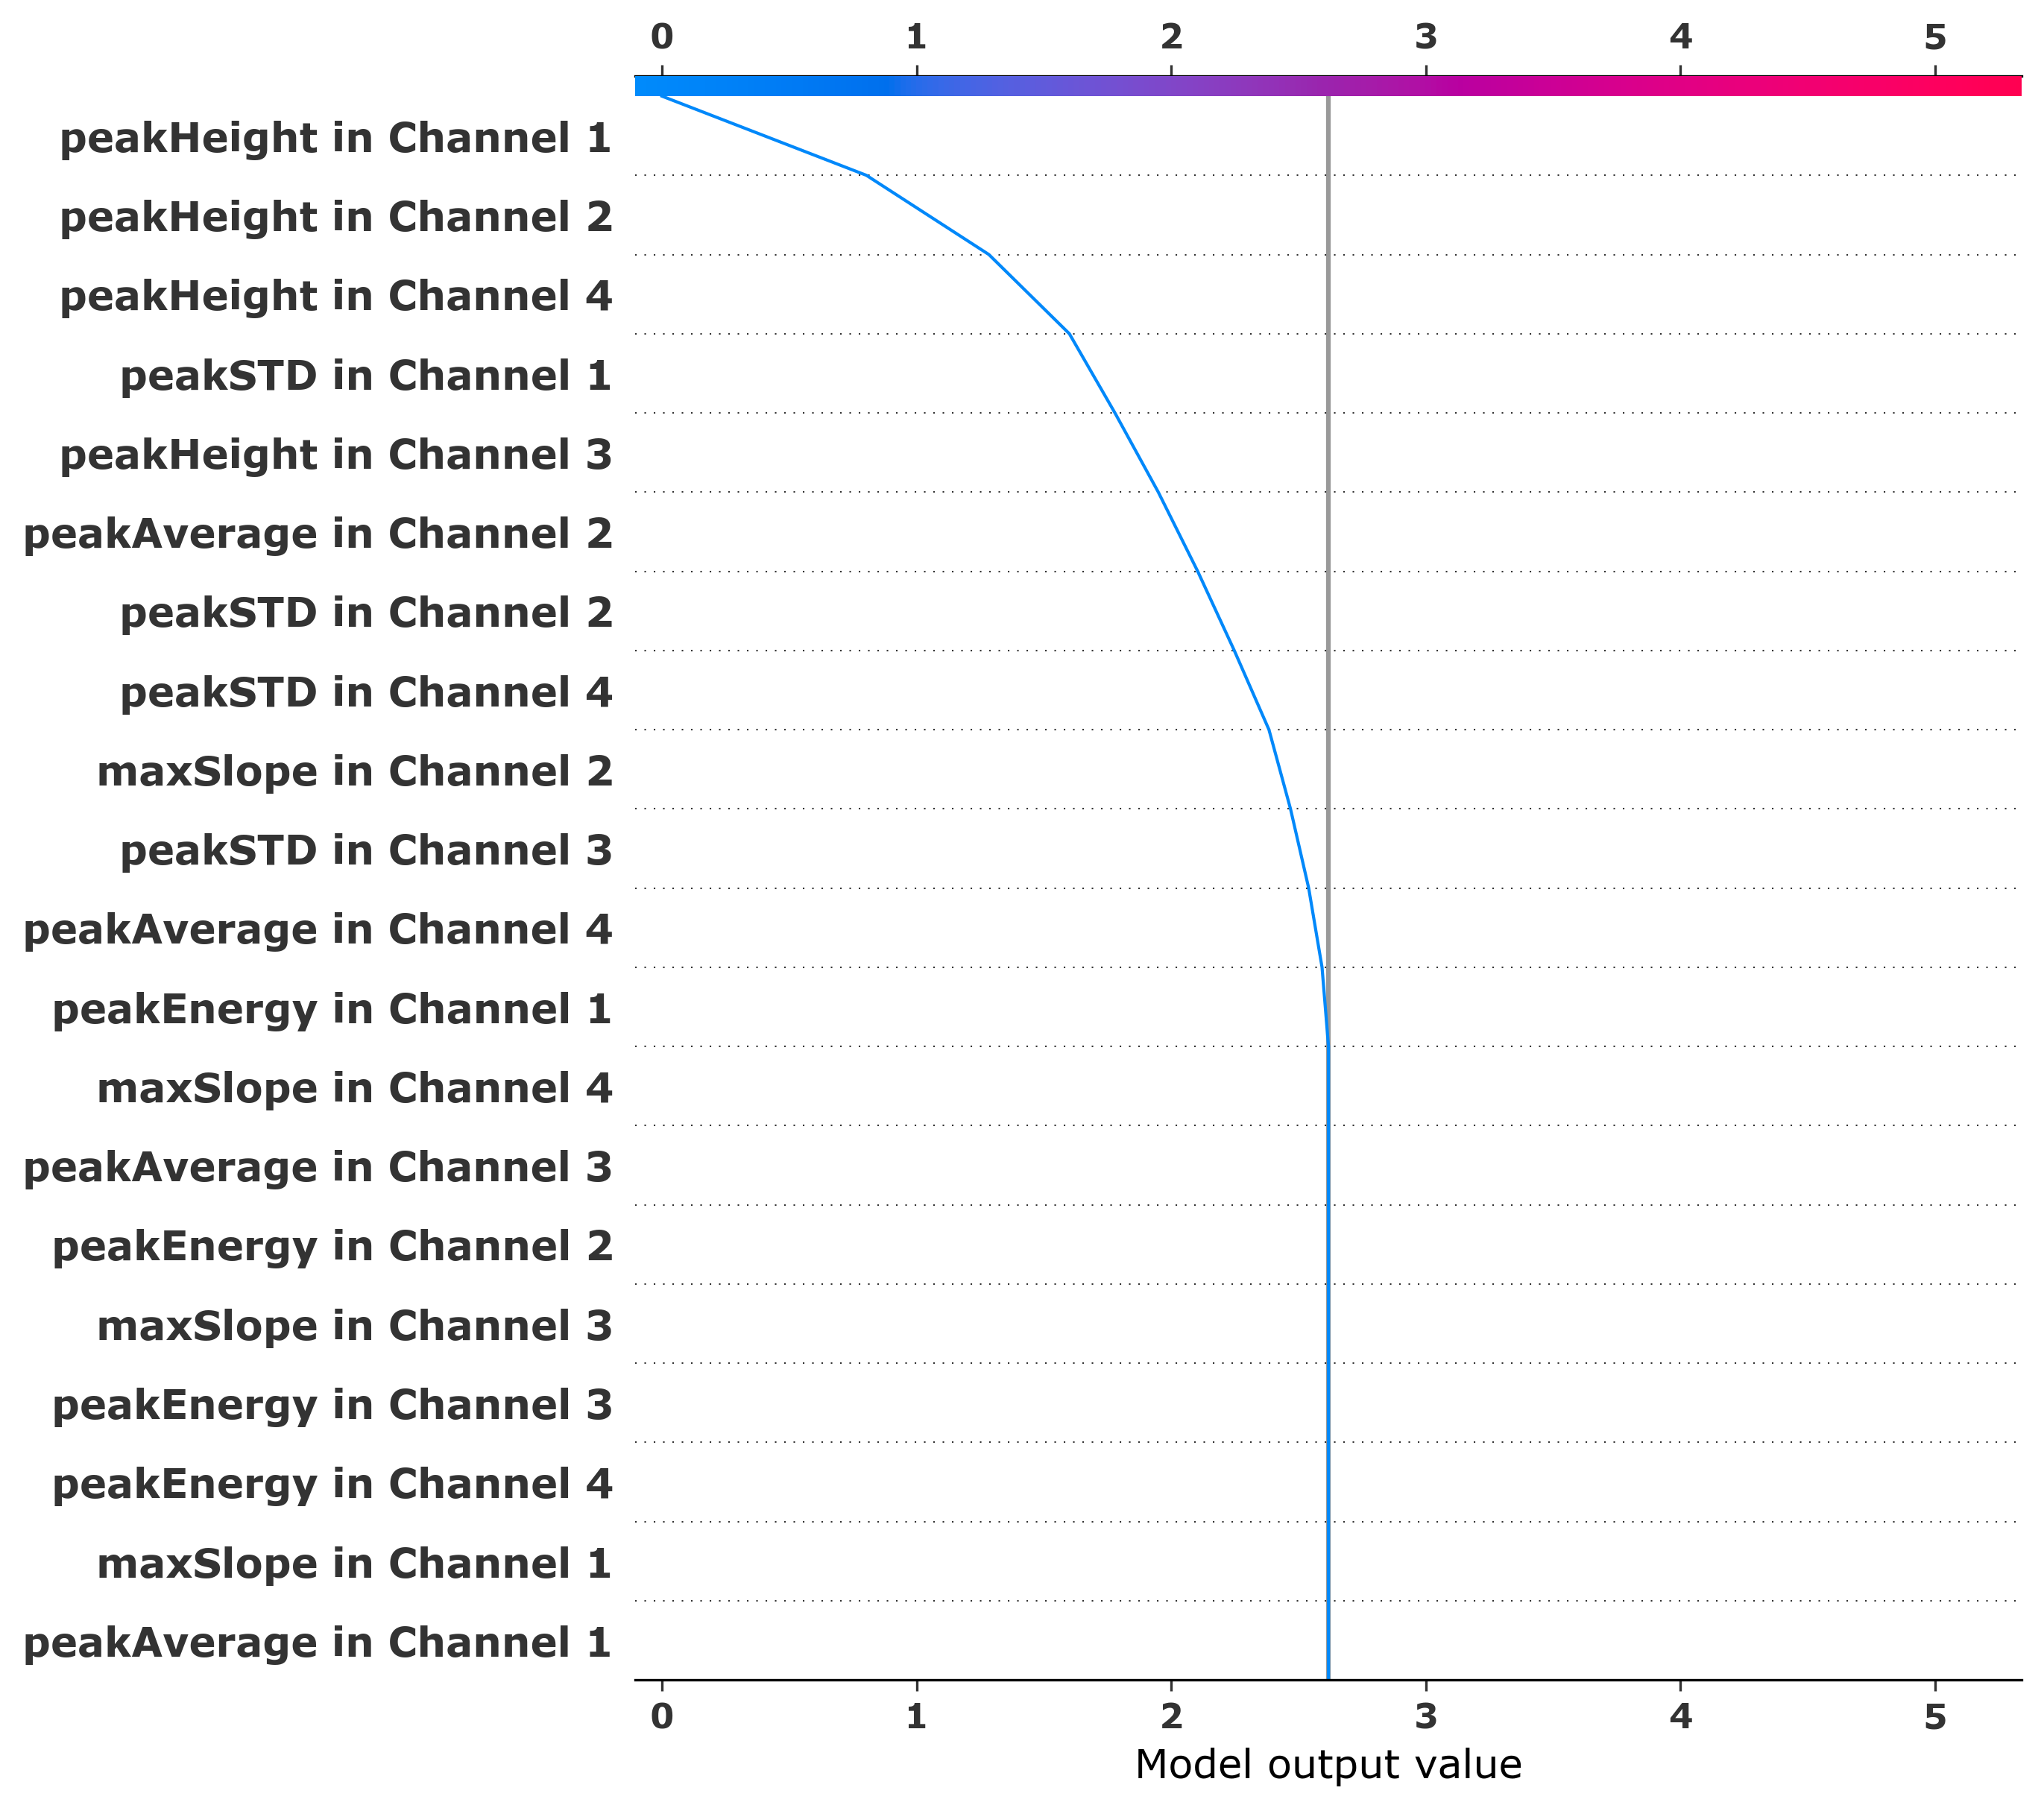 0 1 2 3 4 5
peakHeight in Channel 1
peakHeight in Channel 2
peakHeight in Channel 4
peakSTD in Channel 1
peakHeight in Channel 3
peakAverage in Channel 2
peakSTD in Channel 2
peakSTD in Channel 4
maxSlope in Channel 2
peakSTD in Channel 3
peakAverage in Channel 4
peakEnergy in Channel 1
maxSlope in Channel 4
peakAverage in Channel 3
peakEnergy in Channel 2
maxSlope in Channel 3
peakEnergy in Channel 3
peakEnergy in Channel 4
maxSlope in Channel 1
peakAverage in Channel 1
0 1 2 3 4 5
Model output value